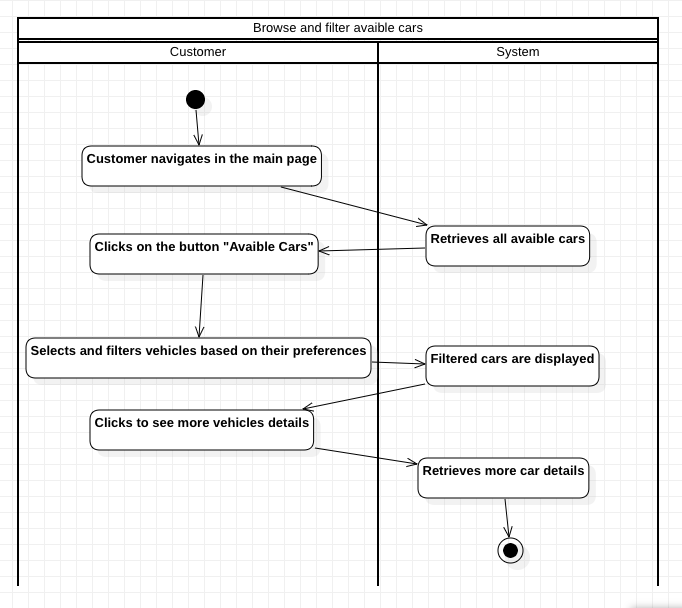 Browse and filter avaible cars
Customer
System
Customer navigates in the main page
Retrieves all avaible cars
Clicks on the button "Avaible Cars"
Selects and filters vehicles based on their preferences
Filtered cars are displayed
Clicks to see more vehicles details
Retrieves more car details